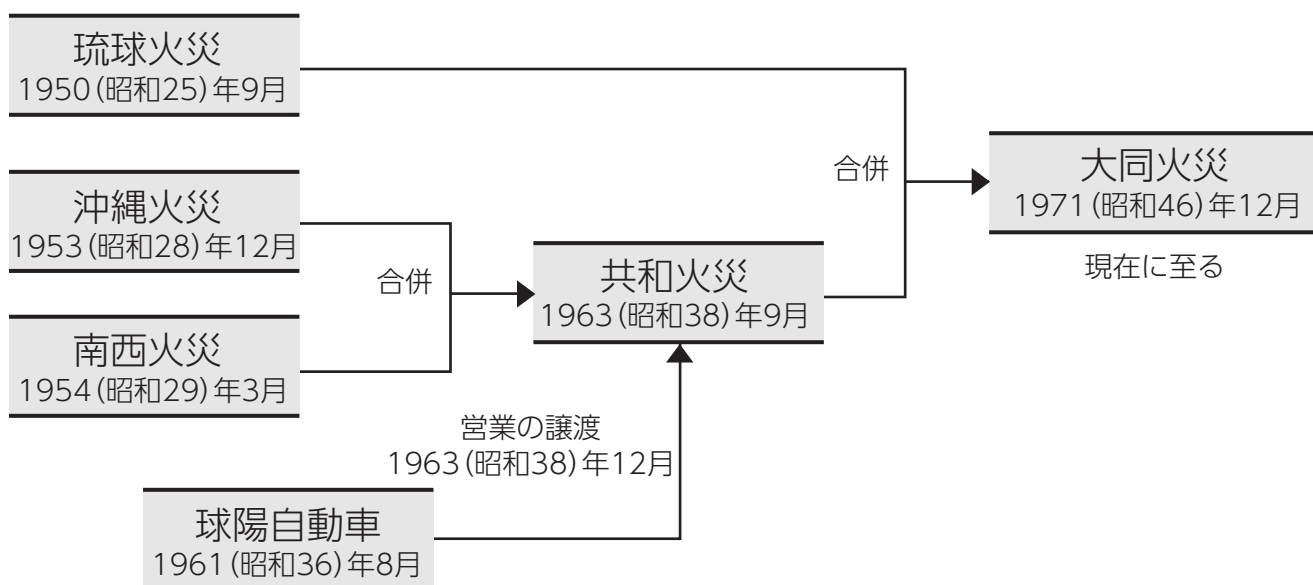 琉球火災
1950(昭和25)年9月
沖縄火災
1953(昭和28)年12月
南西火災
1954(昭和29)年3月
合併
共和火災
1963(昭和38)年9月
営業の譲渡
1963(昭和38)年12月
球陽自動車
1961(昭和36)年8月
合併
大同火災
1971(昭和46)年12月
現在に至る